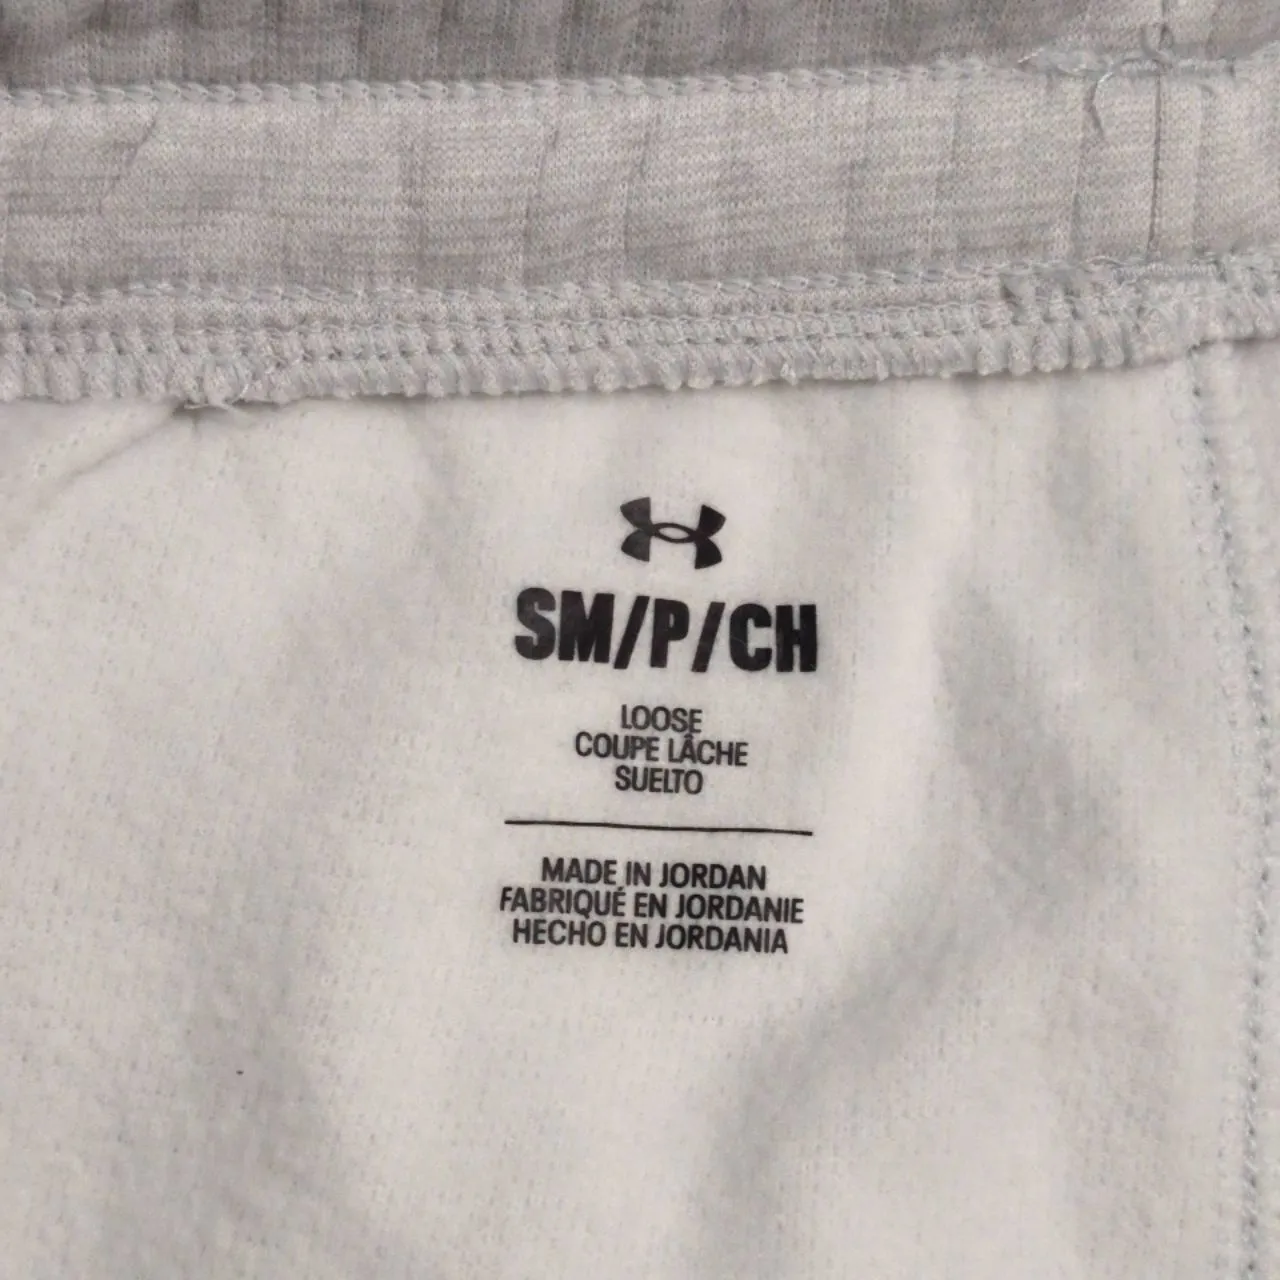 SM/P/CH
LOOSE
COUPE LÂCHE
SUELTO
MADE IN JORDAN
FABRIQUÉ EN JORDANIE
HECHO EN JORDANIA